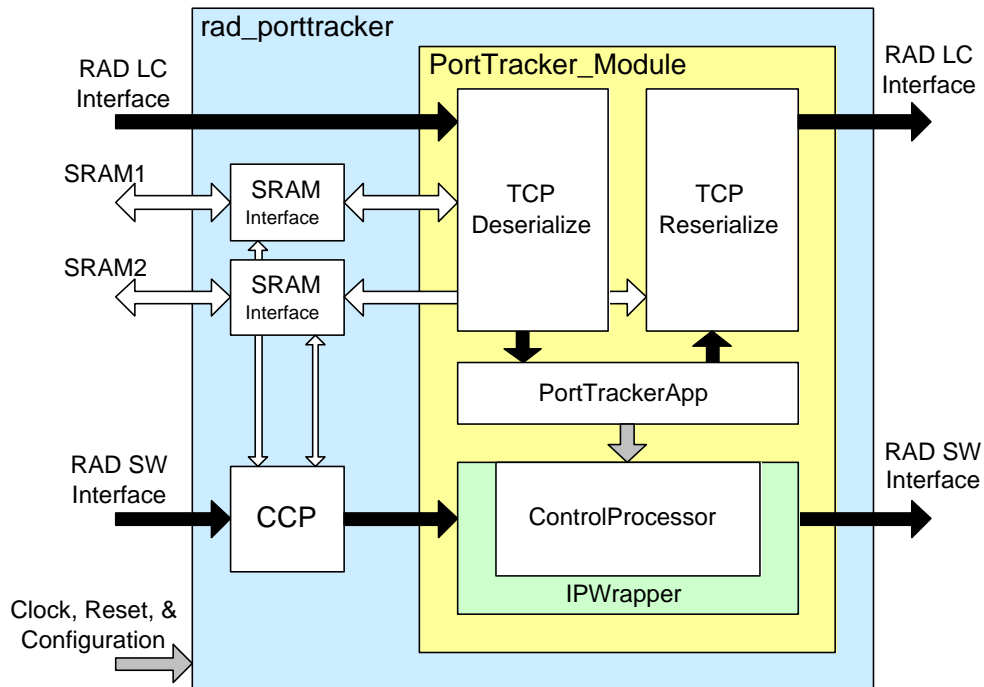 rad_porttracker
PortTracker_Module
RAD LC
Interface
RAD LC
Interface
SRAM1
SRAM
Interface
TCP
Deserialize
TCP
Reserialize
SRAM2
SRAM
Interface
PortTrackerApp
RAD SW
Interface
CCP
ControlProcessor
IPWrapper
RAD SW
Interface
Clock, Reset, &
Configuration